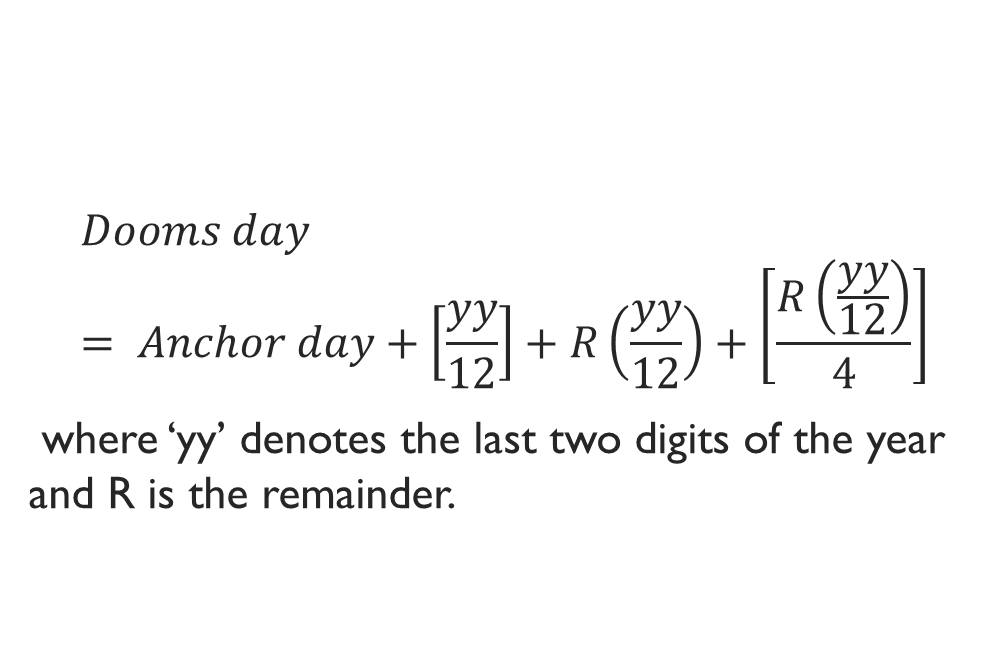 Dooms day
= Anchor day + [yy/12] + R (yy/12) + [R (yy/12)/4]
where ‘yy’ denotes the last two digits of the year
and R is the remainder.